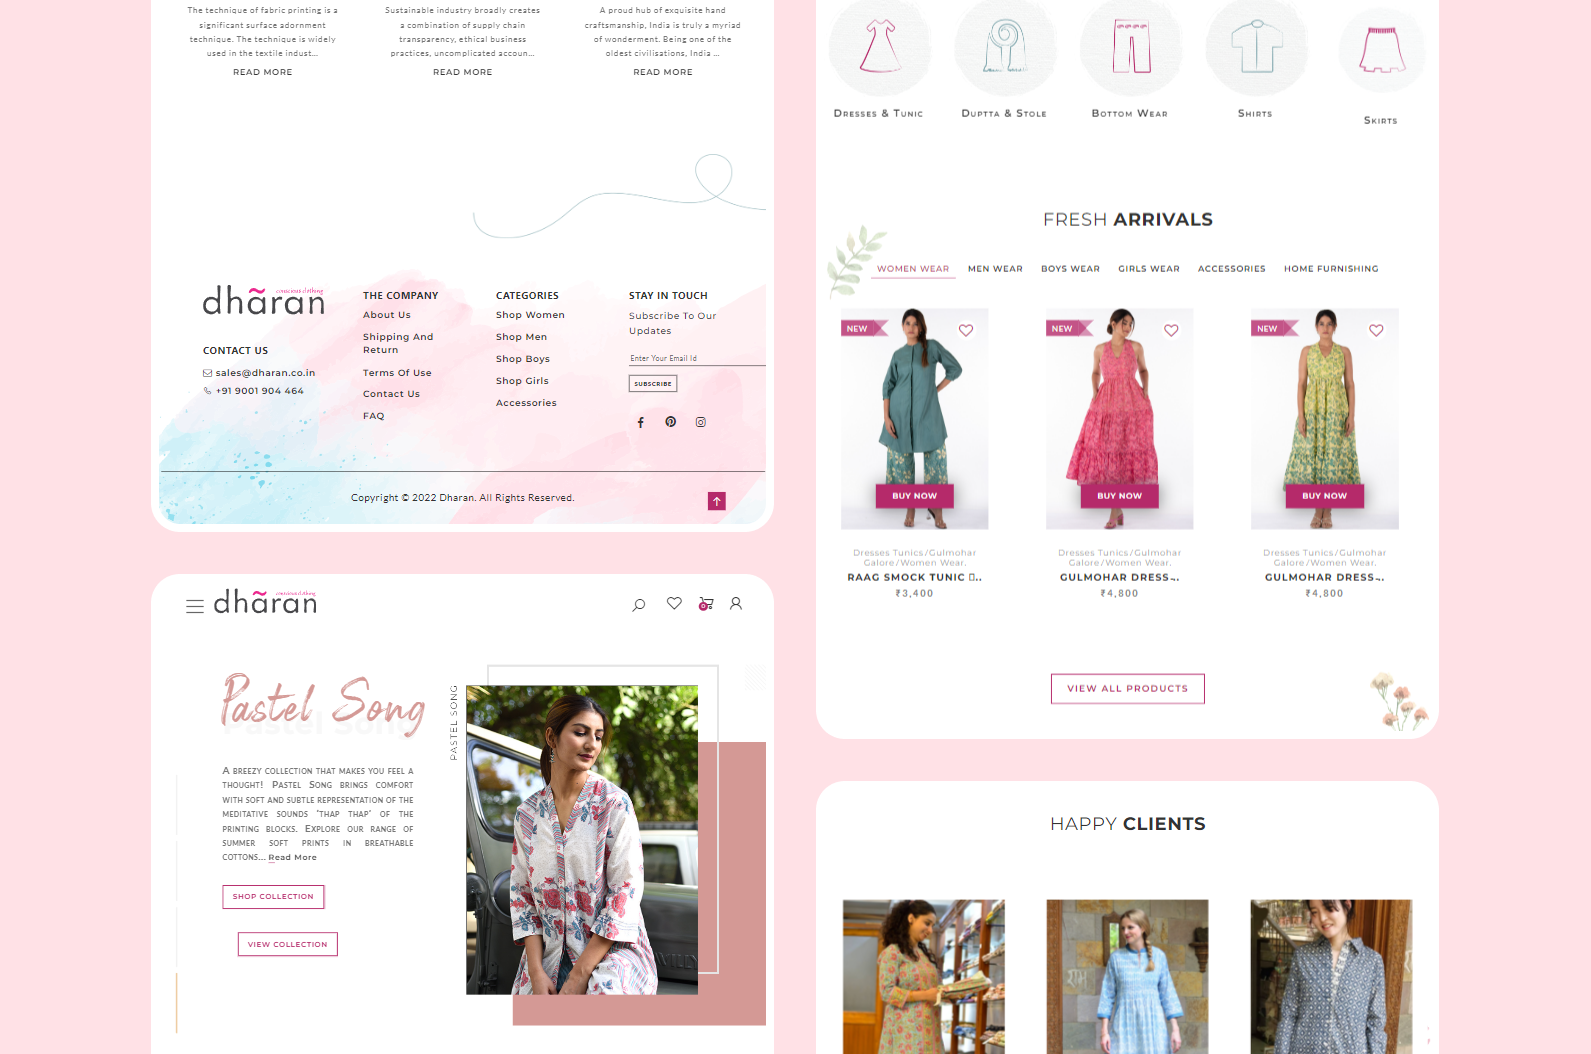 The technique of fabric printing is a
significant surface adornment
technique. The technique is widely
used in the textile indust...
READ MORE
Sustainable industry broadly creates
a combination of supply chain
transparency, ethical business
practices, uncomplicated accoun...
READ MORE
A proud hub of exquisite hand
craftsmanship, India is truly a myriad
of wonderment. Being one of the
oldest civilisations, India ...
READ MORE
dharan
conscious clothing
CONTACT US
sales@dharan.co.in
+91 9001 904 464
THE COMPANY
About Us
Shipping And
Return
Terms Of Use
Contact Us
FAQ
CATEGORIES
Shop Women
Shop Men
Shop Boys
Shop Girls
Accessories
STAY IN TOUCH
Subscribe To Our
Updates
Enter Your Email Id
SUBSCRIBE
Copyright © 2022 Dharan. All Rights Reserved.
dharan
conscious clothing
0
Pastel Song
Pastel Song
PASTEL SONG
A BREEZY COLLECTION THAT MAKES YOU FEEL A
THOUGHT! PASTEL SONG BRINGS COMFORT
WITH SOFT AND SUBTLE REPRESENTATION OF THE
MEDITATIVE SOUNDS 'THAP THAP' OF THE
PRINTING BLOCKS. EXPLORE OUR RANGE OF
SUMMER SOFT PRINTS IN BREATHABLE
COTTONS... Read More
SHOP COLLECTION
VIEW COLLECTION
DRESSES & TUNIC
DUPTTA & STOLE
BOTTOM WEAR
SHIRTS
SKIRTS
FRESH ARRIVALS
WOMEN WEAR MEN WEAR BOYS WEAR GIRLS WEAR ACCESSORIES HOME FURNISHING
NEW
BUY NOW
Dresses Tunics/Gulmohar
Galore/Women Wear.
RAAG SMOCK TUNIC ..
₹3,400
NEW
BUY NOW
Dresses Tunics/Gulmohar
Galore/Women Wear.
GULMOHAR DRESS...
₹4,800
NEW
BUY NOW
Dresses Tunics/Gulmohar
Galore/Women Wear.
GULMOHAR DRESS...
₹4,800
VIEW ALL PRODUCTS
HAPPY CLIENTS